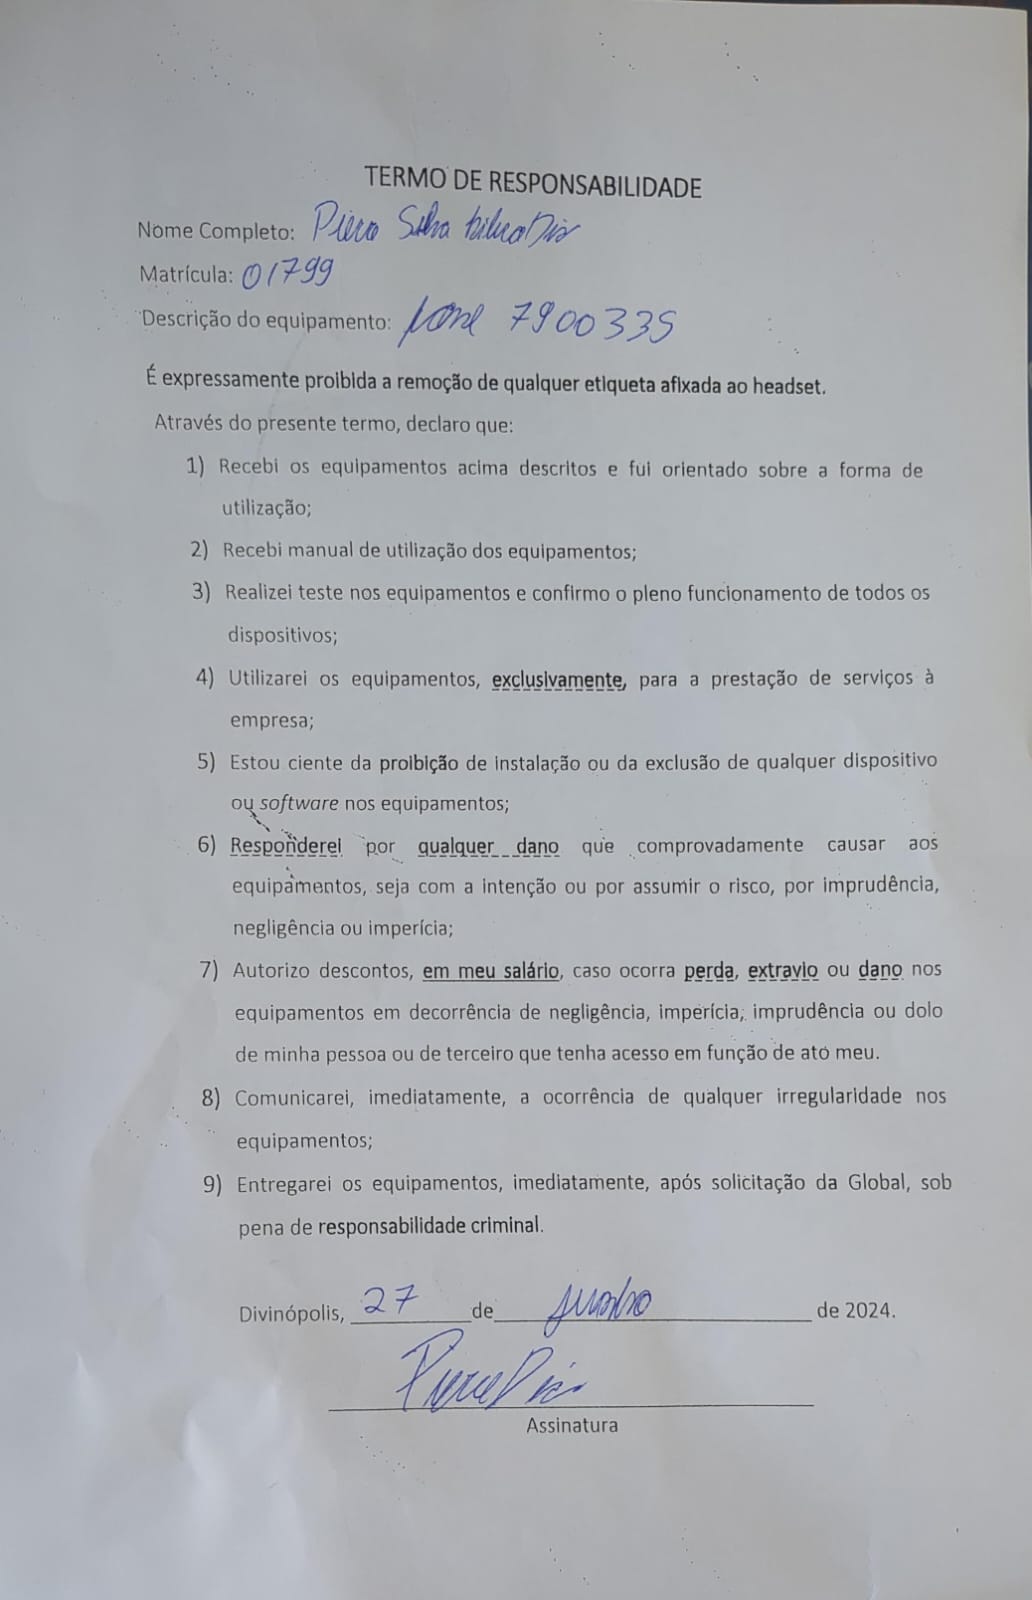 TERMO DE RESPONSABILIDADE
Nome Completo: Piero Silva Dis
Matrícula: 01799
Descrição do equipamento: fone 7900335
É expressamente proibida a remoção de qualquer etiqueta afixada ao headset.
Através do presente termo, declaro que:
1) Recebi os equipamentos acima descritos e fui orientado sobre a forma de
utilização;
2) Recebi manual de utilização dos equipamentos;
3) Realizei teste nos equipamentos e confirmo o pleno funcionamento de todos os
dispositivos;
4) Utilizarei os equipamentos, exclusivamente, para a prestação de serviços à
empresa;
5) Estou ciente da proibição de instalação ou da exclusão de qualquer dispositivo
ou software nos equipamentos;
6) Responderei por qualquer dano que comprovadamente causar aos
equipamentos, seja com a intenção ou por assumir o risco, por imprudência,
negligência ou imperícia;
7) Autorizo descontos, em meu salário, caso ocorra perda, extravio ou dano nos
equipamentos em decorrência de negligência, imperícia, imprudência ou dolo
de minha pessoa ou de terceiro que tenha acesso em função de ato meu.
8) Comunicarei, imediatamente, a ocorrência de qualquer irregularidade nos
equipamentos;
9) Entregarei os equipamentos, imediatamente, após solicitação da Global, sob
pena de responsabilidade criminal.
Divinópolis, 27 de junho de 2024.
Assinatura